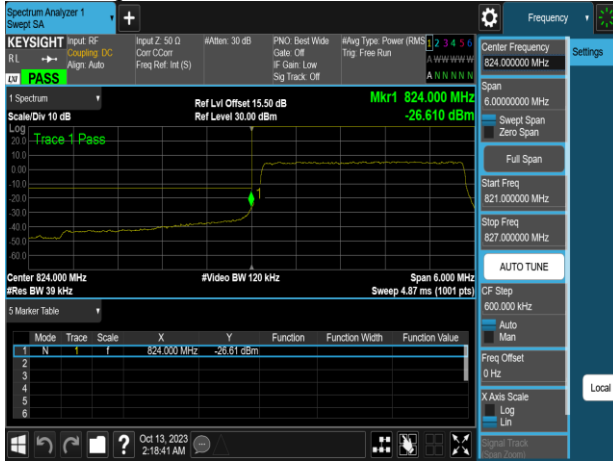 Spectrum Analyzer 1
Swept SA
+
Frequency
KEYSIGHT
Input: RF
Coupling: DC
Align: Auto
Input Z: 50 Ω
Corr CCorr
Freq Ref: Int (S)
#Atten: 30 dB
PNO: Best Wide
Gate: Off
IF Gain: Low
Sig Track: Off
#Avg Type: Power (RMS
Trig: Free Run
1 2 3 4 5 6
A W W W W W
A N N N N N
R L
LXI
PASS
1 Spectrum
Scale/Div 10 dB
Ref Lvl Offset 15.50 dB
Ref Level 30.00 dBm
Mkr1 824.000 MHz
-26.610 dBm
Log
Trace 1 Pass
20.0
10.0
0.00
-10.0
-20.0
-30.0
-40.0
-50.0
-60.0
1
Center 824.000 MHz
#Video BW 120 kHz
Span 6.000 MHz
#Res BW 39 kHz
Sweep 4.87 ms (1001 pts)
5 Marker Table
Mode Trace Scale X Y Function Function Width Function Value
1 N 1 f 824.000 MHz -26.61 dBm
2
3
4
5
6
Oct 13, 2023
2:18:41 AM
?
Center Frequency
824.000000 MHz
Settings
Span
6.00000000 MHz
Swept Span
Zero Span
Full Span
Start Freq
821.000000 MHz
Stop Freq
827.000000 MHz
AUTO TUNE
CF Step
600.000 kHz
Auto
Man
Freq Offset
0 Hz
X Axis Scale
Log
Lin
Local
Signal Track
(Span Zoom)